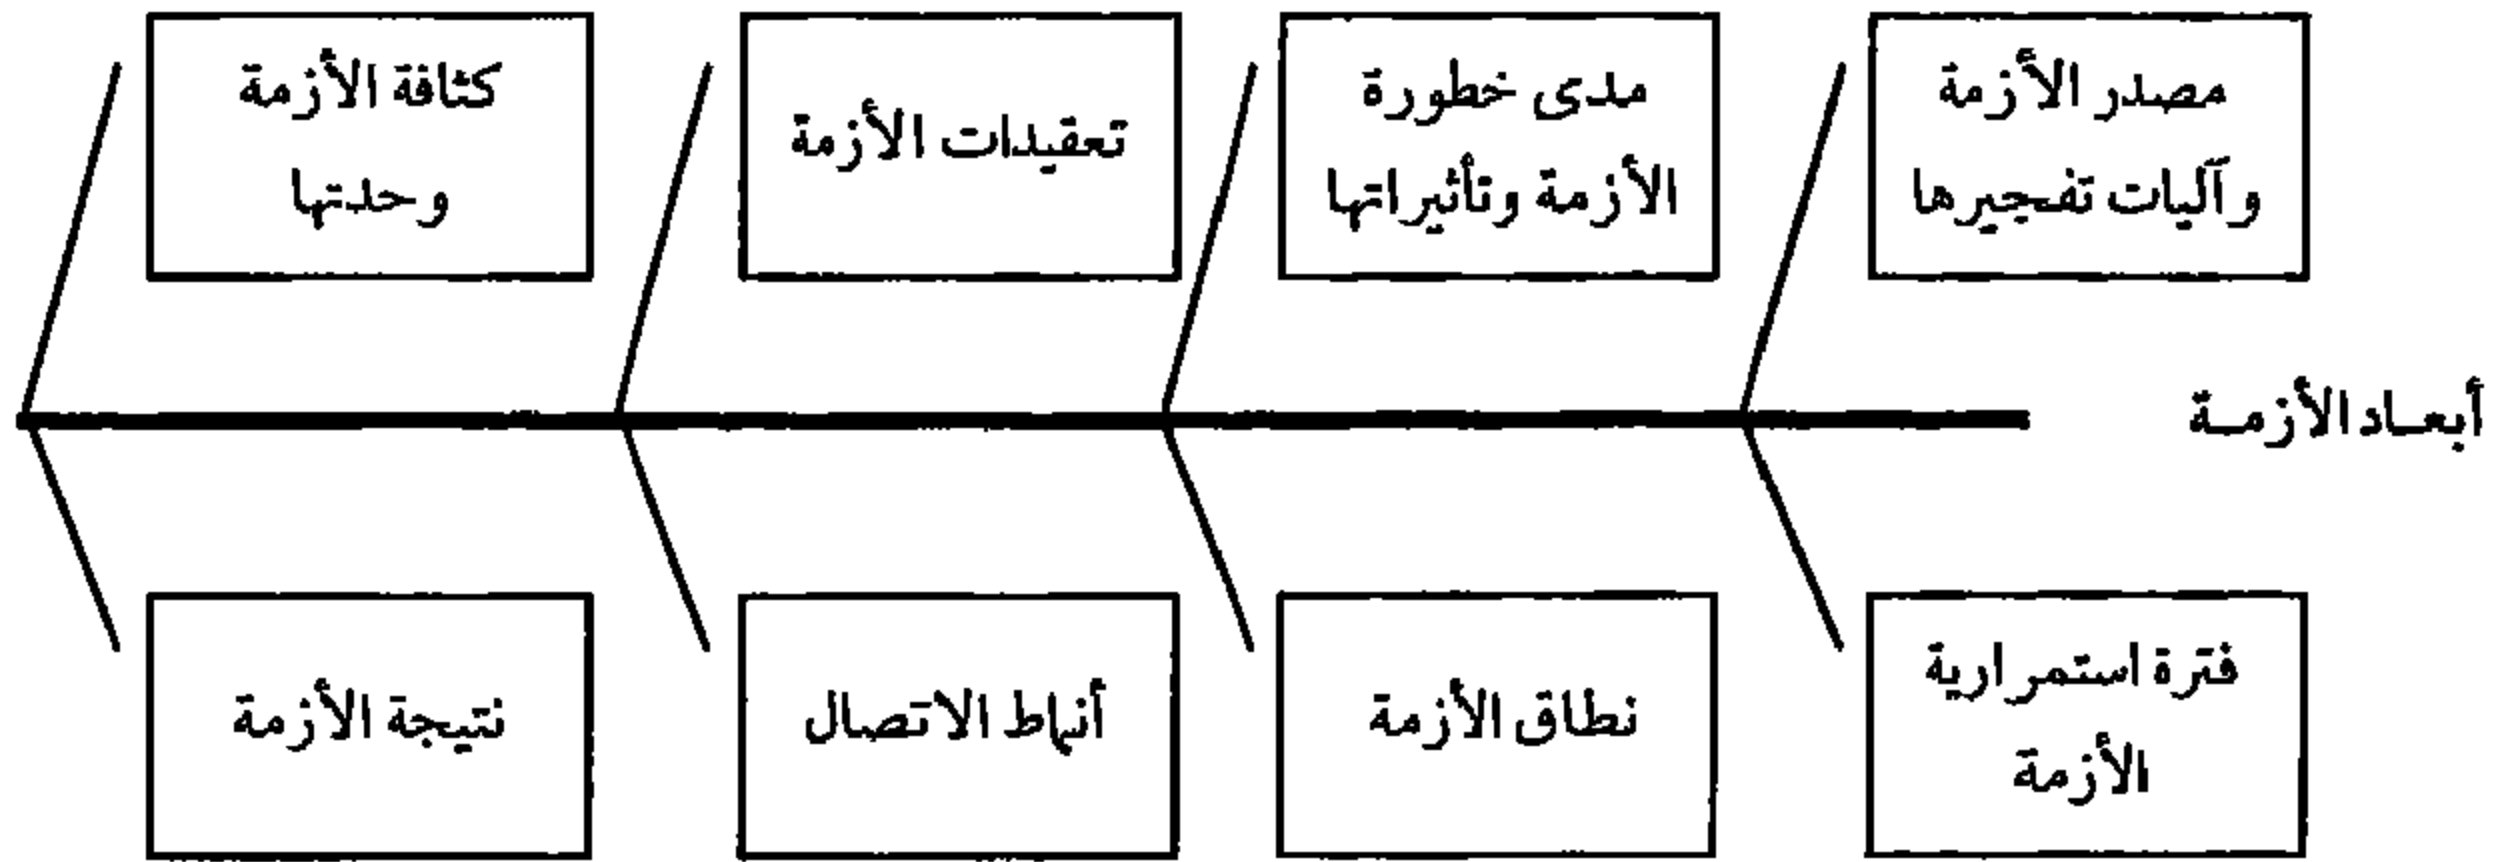 مصدر الأزمة
وآليات تفجيرها
مدى خطورة
الأزمة وتأثيراتها
تعقيدات الأزمة
كثافة الأزمة
وحدتها
أبعاد الأزمة
فترة استمرارية
الأزمة
نطاق الأزمة
أنماط الاتصال
نتيجة الأزمة